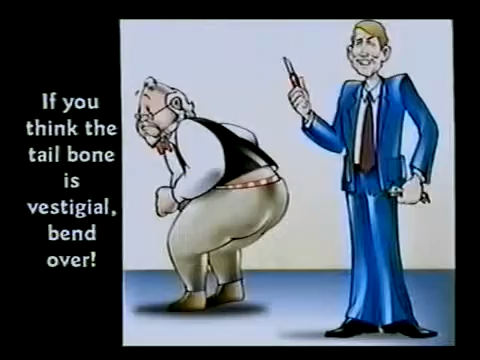 If you
think the
tail bone
is
vestigial,
bend
over!